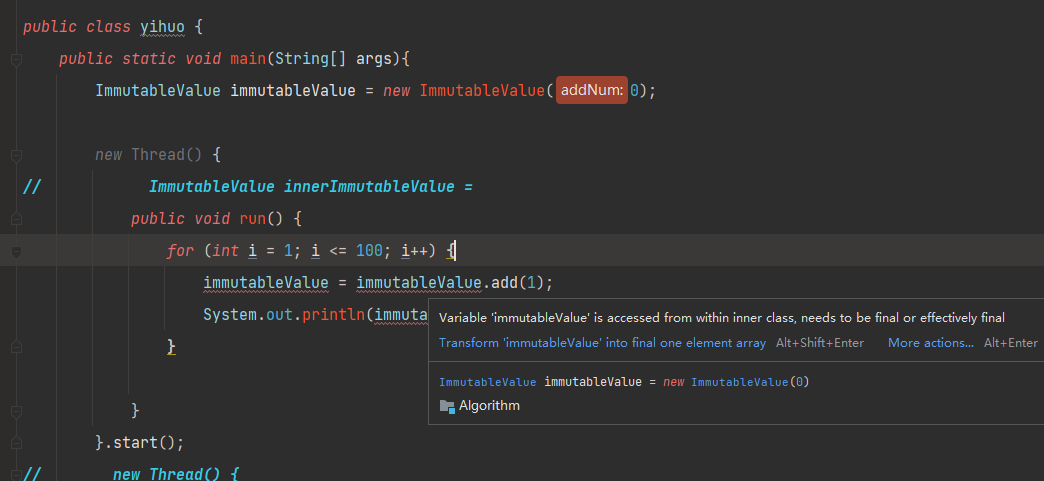 public class yihuo {
public static void main(String[] args){
ImmutableValue immutableValue = new ImmutableValue( addNum: 0);
new Thread() {
// ImmutableValue innerImmutableValue =
public void run() {
for (int i = 1; i <= 100; i++) {
immutableValue = immutableValue.add(1);
System.out.println(immuta
Variable 'immutableValue' is accessed from within inner class, needs to be final or effectively final
Transform 'immutableValue' into final one element array Alt+Shift+Enter More actions... Alt+Enter
}
ImmutableValue immutableValue = new ImmutableValue(0)
Algorithm
}
}.start();
// new Thread() {